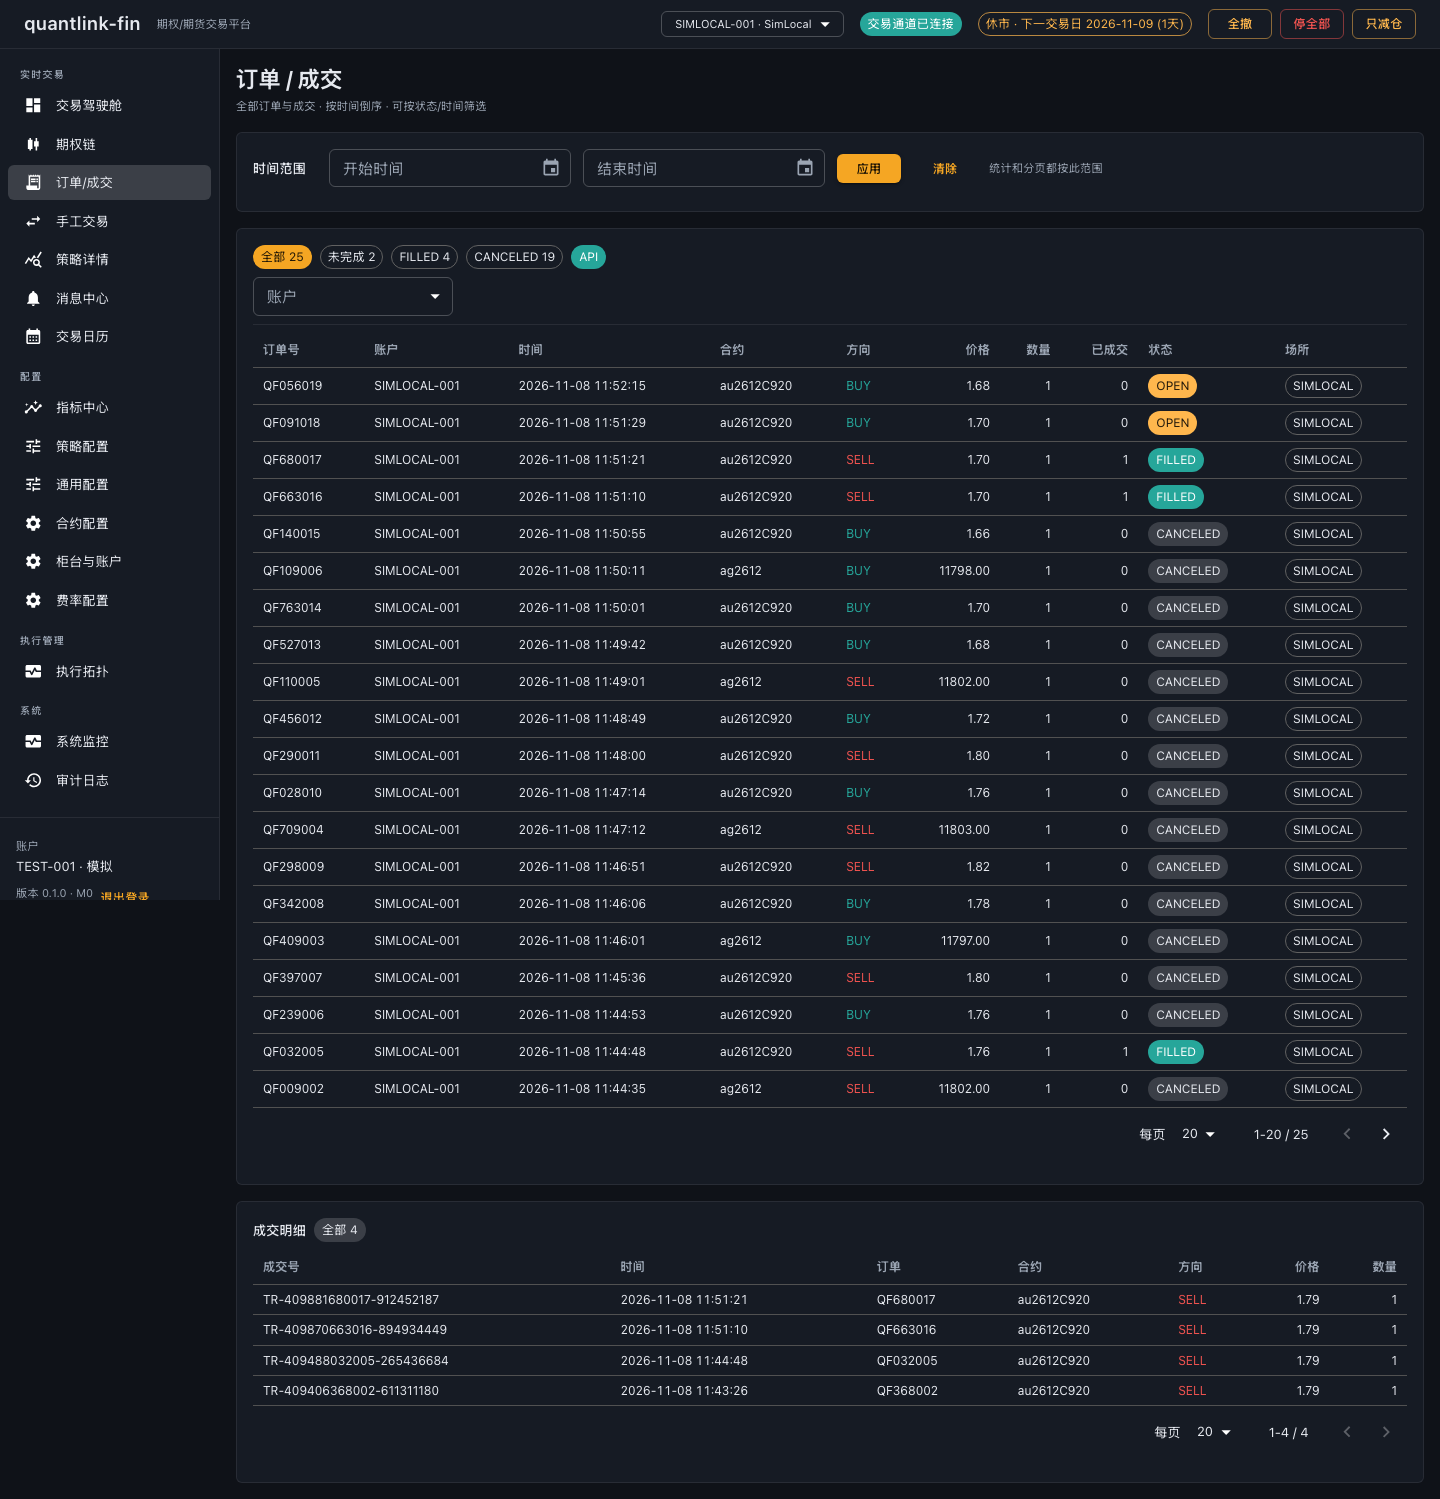 quantlink-fin 期权/期货交易平台 SIMLOCAL-001 · SimLocal 交易通道已连接 休市 · 下一交易日 2026-11-09 (1天) 全撤 停全部 只减仓
实时交易
交易驾驶舱
期权链
订单/成交
手工交易
策略详情
消息中心
交易日历
配置
指标中心
策略配置
通用配置
合约配置
柜台与账户
费率配置
执行管理
执行拓扑
系统
系统监控
审计日志
账户
TEST-001 · 模拟
版本 0.1.0 · M0 退出登录
订单 / 成交
全部订单与成交 · 按时间倒序 · 可按状态/时间筛选
时间范围 开始时间 结束时间 应用 清除 统计和分页都按此范围
全部 25 未完成 2 FILLED 4 CANCELED 19 API
账户
订单号 账户 时间 合约 方向 价格 数量 已成交 状态 场所
QF056019 SIMLOCAL-001 2026-11-08 11:52:15 au2612C920 BUY 1.68 1 0 OPEN SIMLOCAL
QF091018 SIMLOCAL-001 2026-11-08 11:51:29 au2612C920 BUY 1.70 1 0 OPEN SIMLOCAL
QF680017 SIMLOCAL-001 2026-11-08 11:51:21 au2612C920 SELL 1.70 1 1 FILLED SIMLOCAL
QF663016 SIMLOCAL-001 2026-11-08 11:51:10 au2612C920 SELL 1.70 1 1 FILLED SIMLOCAL
QF140015 SIMLOCAL-001 2026-11-08 11:50:55 au2612C920 BUY 1.66 1 0 CANCELED SIMLOCAL
QF109006 SIMLOCAL-001 2026-11-08 11:50:11 ag2612 BUY 11798.00 1 0 CANCELED SIMLOCAL
QF763014 SIMLOCAL-001 2026-11-08 11:50:01 au2612C920 BUY 1.70 1 0 CANCELED SIMLOCAL
QF527013 SIMLOCAL-001 2026-11-08 11:49:42 au2612C920 BUY 1.68 1 0 CANCELED SIMLOCAL
QF110005 SIMLOCAL-001 2026-11-08 11:49:01 ag2612 SELL 11802.00 1 0 CANCELED SIMLOCAL
QF456012 SIMLOCAL-001 2026-11-08 11:48:49 au2612C920 BUY 1.72 1 0 CANCELED SIMLOCAL
QF290011 SIMLOCAL-001 2026-11-08 11:48:00 au2612C920 SELL 1.80 1 0 CANCELED SIMLOCAL
QF028010 SIMLOCAL-001 2026-11-08 11:47:14 au2612C920 BUY 1.76 1 0 CANCELED SIMLOCAL
QF709004 SIMLOCAL-001 2026-11-08 11:47:12 ag2612 SELL 11803.00 1 0 CANCELED SIMLOCAL
QF298009 SIMLOCAL-001 2026-11-08 11:46:51 au2612C920 SELL 1.82 1 0 CANCELED SIMLOCAL
QF342008 SIMLOCAL-001 2026-11-08 11:46:06 au2612C920 BUY 1.78 1 0 CANCELED SIMLOCAL
QF409003 SIMLOCAL-001 2026-11-08 11:46:01 ag2612 BUY 11797.00 1 0 CANCELED SIMLOCAL
QF397007 SIMLOCAL-001 2026-11-08 11:45:36 au2612C920 SELL 1.80 1 0 CANCELED SIMLOCAL
QF239006 SIMLOCAL-001 2026-11-08 11:44:53 au2612C920 BUY 1.76 1 0 CANCELED SIMLOCAL
QF032005 SIMLOCAL-001 2026-11-08 11:44:48 au2612C920 SELL 1.76 1 1 FILLED SIMLOCAL
QF009002 SIMLOCAL-001 2026-11-08 11:44:35 ag2612 SELL 11802.00 1 0 CANCELED SIMLOCAL
每页 20 1-20 / 25
成交明细 全部 4
成交号 时间 订单 合约 方向 价格 数量
TR-409881680017-912452187 2026-11-08 11:51:21 QF680017 au2612C920 SELL 1.79 1
TR-409870663016-894934449 2026-11-08 11:51:10 QF663016 au2612C920 SELL 1.79 1
TR-409488032005-265436684 2026-11-08 11:44:48 QF032005 au2612C920 SELL 1.79 1
TR-409406368002-611311180 2026-11-08 11:43:26 QF368002 au2612C920 SELL 1.79 1
每页 20 1-4 / 4